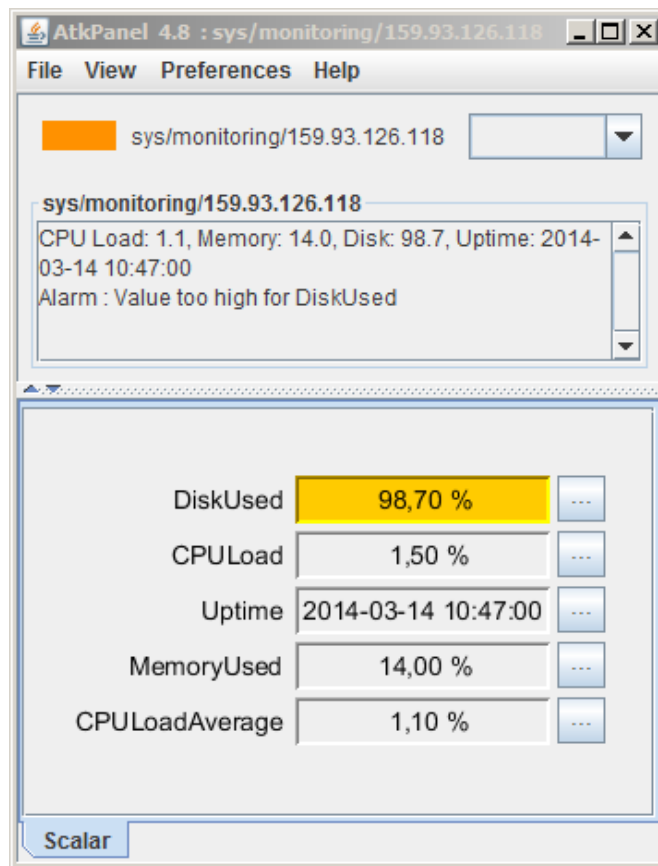 AtkPanel 4.8 : sys/monitoring/159.93.126.118
File View Preferences Help
sys/monitoring/159.93.126.118
sys/monitoring/159.93.126.118
CPU Load: 1.1, Memory: 14.0, Disk: 98.7, Uptime: 2014-
03-14 10:47:00
Alarm : Value too high for DiskUsed
DiskUsed 98,70 % ...
CPULoad 1,50 % ...
Uptime 2014-03-14 10:47:00 ...
MemoryUsed 14,00 % ...
CPULoadAverage 1,10 % ...
Scalar